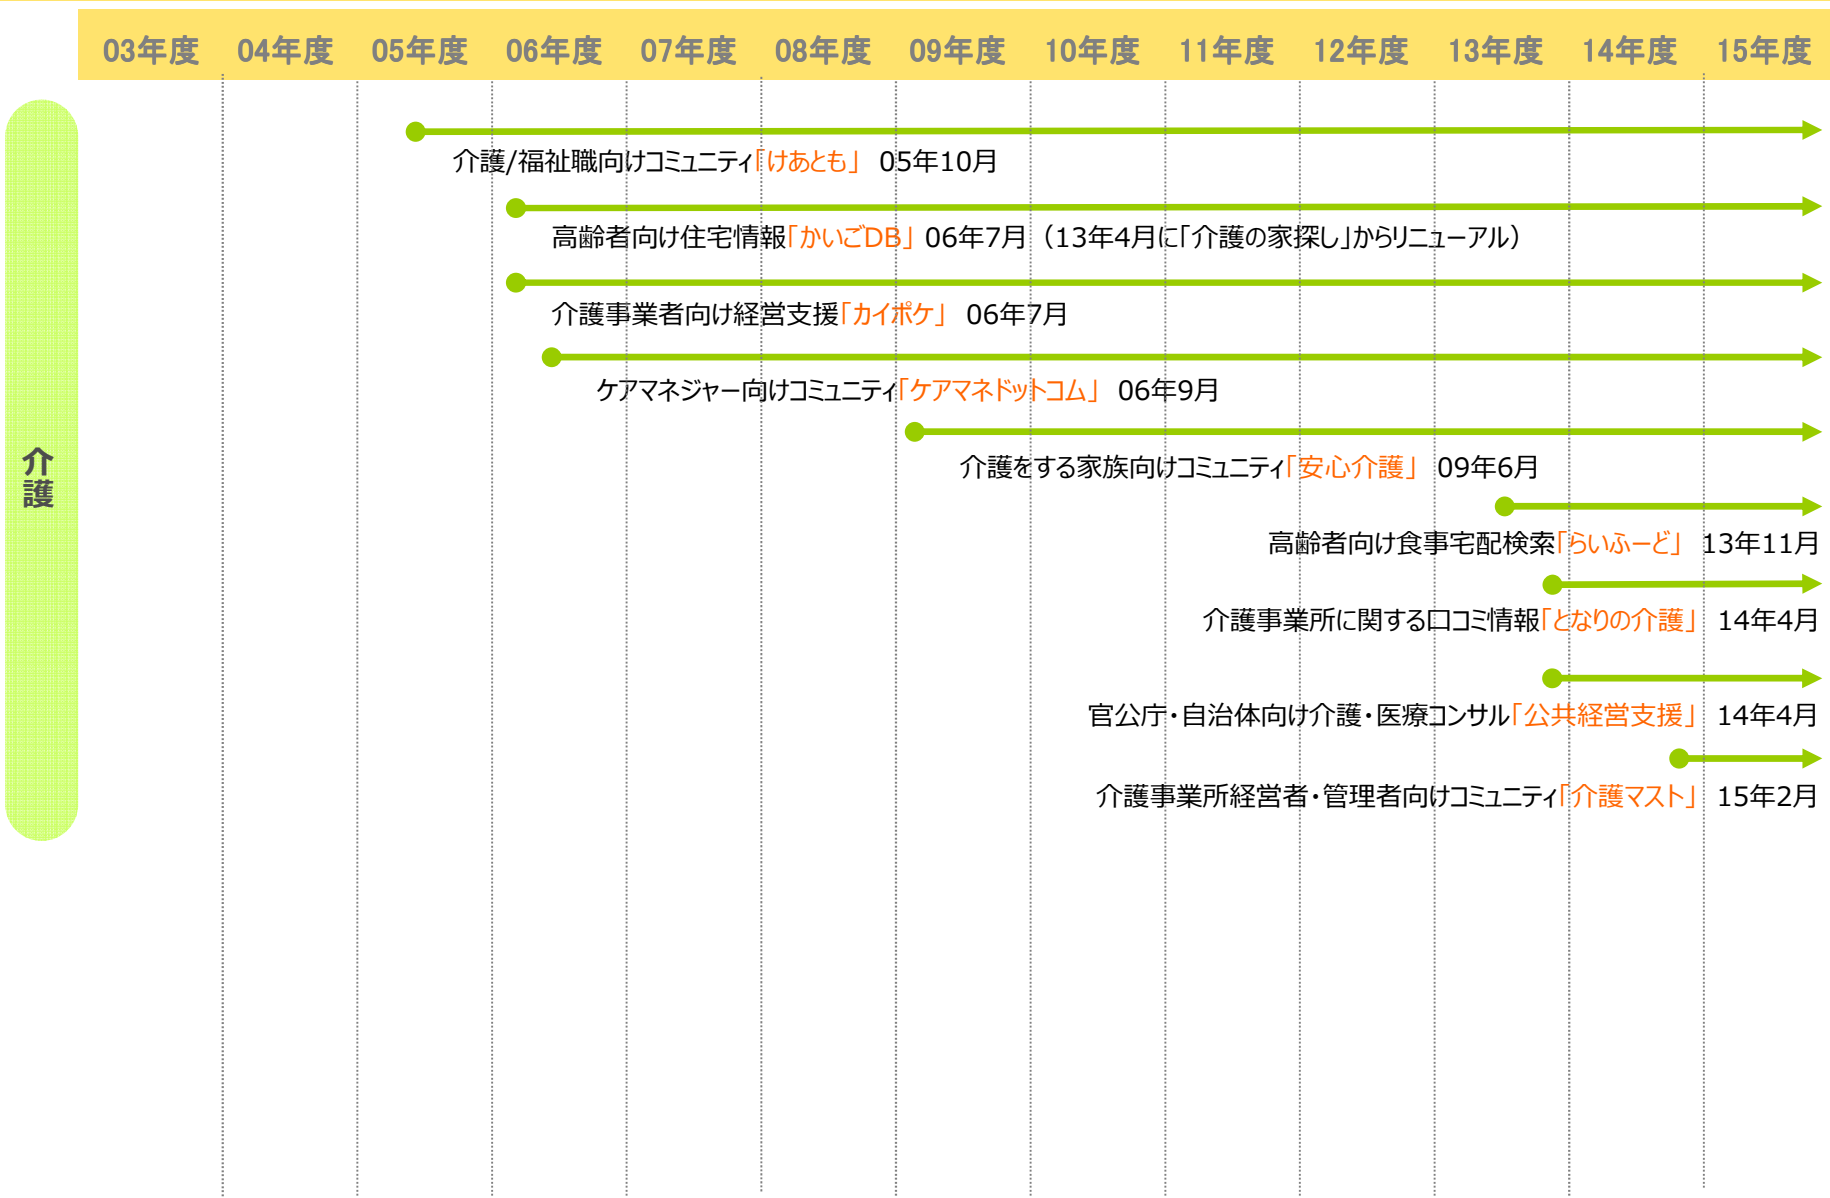 03年度 04年度 05年度 06年度 07年度 08年度 09年度 10年度 11年度 12年度 13年度 14年度 15年度
介護
介護/福祉職向けコミュニティ「けあとも」 05年10月
高齢者向け住宅情報「かいごDB」 06年7月（13年4月に「介護の家探し」からリニューアル）
介護事業者向け経営支援「カイポケ」 06年7月
ケアマネジャー向けコミュニティ「ケアマネドットコム」 06年9月
介護をする家族向けコミュニティ「安心介護」 09年6月
高齢者向け食事宅配検索「らいふーど」 13年11月
介護事業所に関する口コミ情報「となりの介護」 14年4月
官公庁・自治体向け介護・医療コンサル「公共経営支援」 14年4月
介護事業所経営者・管理者向けコミュニティ「介護マスト」 15年2月